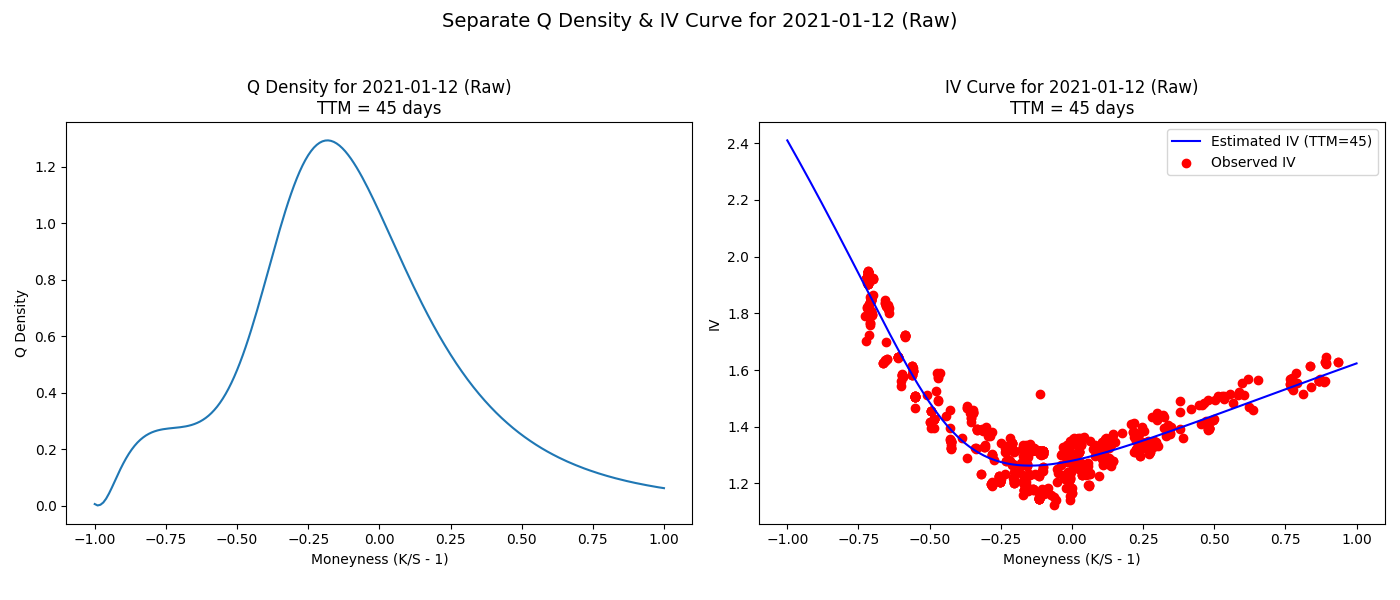 Separate Q Density & IV Curve for 2021-01-12 (Raw)
Q Density for 2021-01-12 (Raw)
TTM = 45 days
Q Density
1.2
1.0
0.8
0.6
0.4
0.2
0.0
−1.00 −0.75 −0.50 −0.25 0.00 0.25 0.50 0.75 1.00
Moneyness (K/S - 1)
IV Curve for 2021-01-12 (Raw)
TTM = 45 days
Estimated IV (TTM=45)
Observed IV
IV
2.4
2.2
2.0
1.8
1.6
1.4
1.2
−1.00 −0.75 −0.50 −0.25 0.00 0.25 0.50 0.75 1.00
Moneyness (K/S - 1)